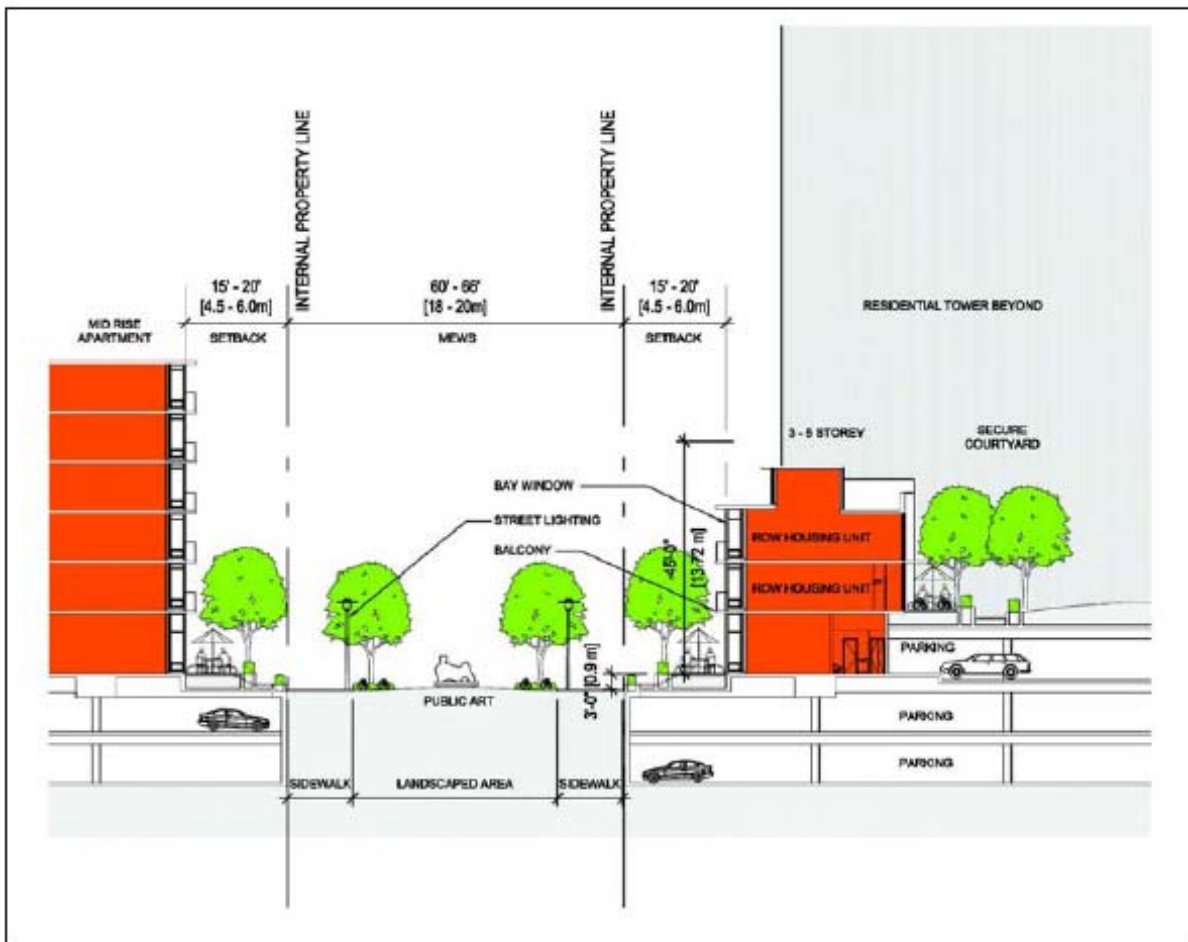 INTERNAL PROPERTY LINE
INTERNAL PROPERTY LINE
15' - 20'
[4.5 - 6.0m]
60' - 66'
[18 - 20m]
15' - 20'
[4.5 - 6.0m]
MID RISE
APARTMENT
SETBACK
MEWS
SETBACK
RESIDENTIAL TOWER BEYOND
3 - 5 STOREY
SECURE
COURTYARD
BAY WINDOW
STREET LIGHTING
BALCONY
45'-0"
[13.72 m]
ROW HOUSING UNIT
ROW HOUSING UNIT
PARKING
3'-0" [0.9 m]
PUBLIC ART
PARKING
PARKING
SIDEWALK
LANDSCAPED AREA
SIDEWALK